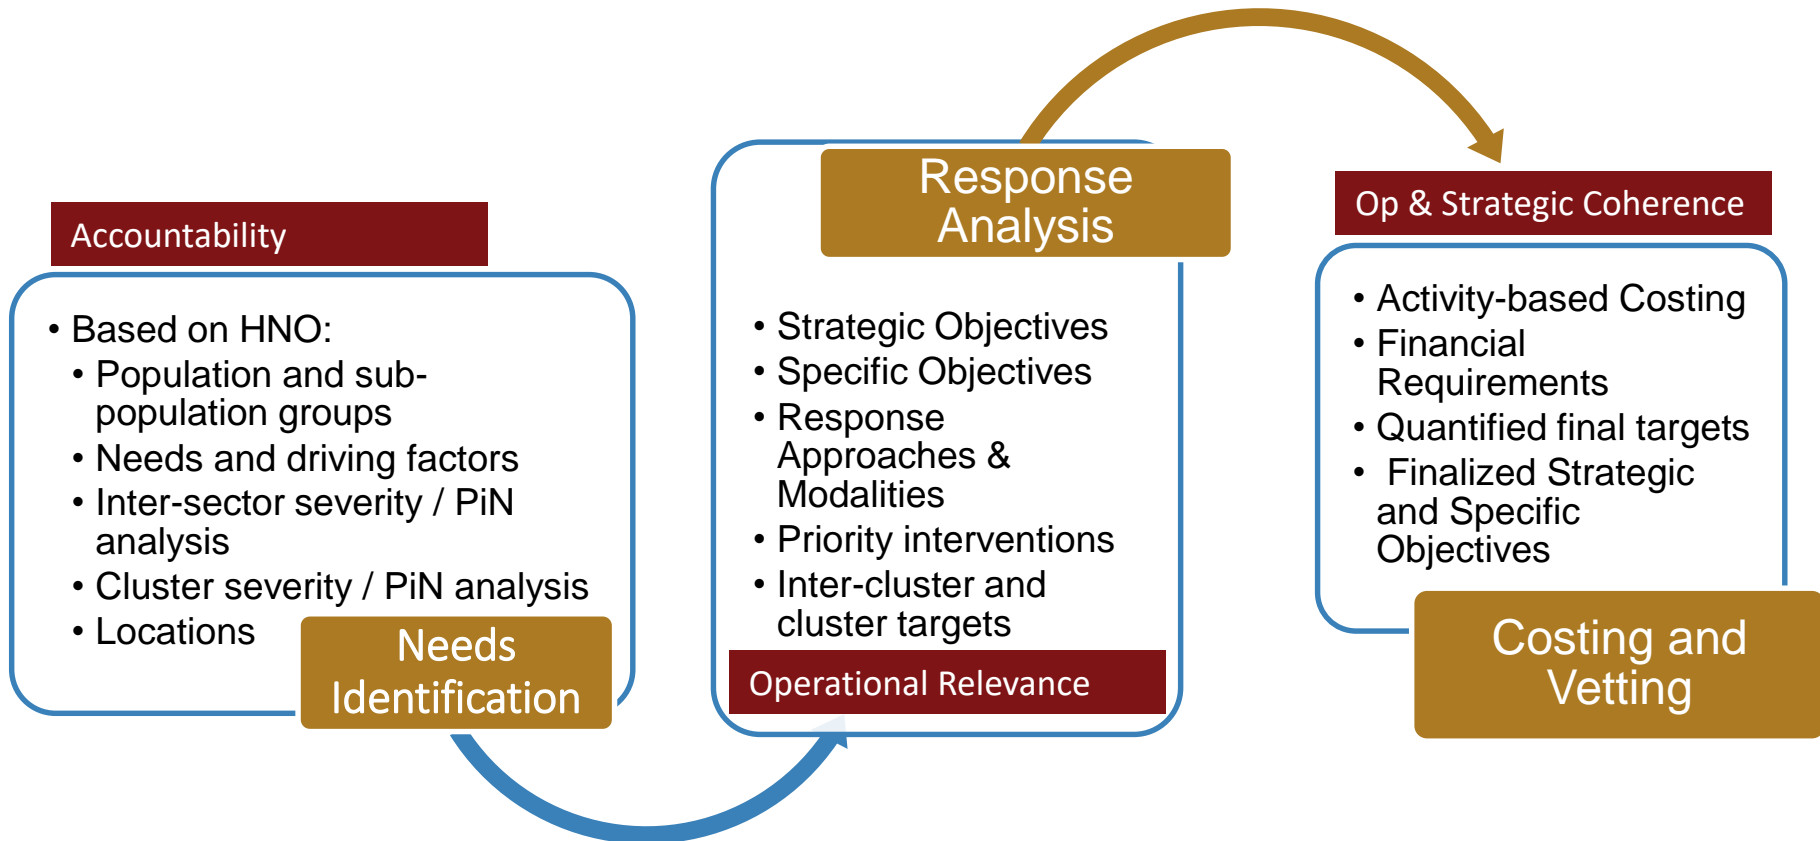 Accountability
• Based on HNO:
• Population and sub-
population groups
• Needs and driving factors
• Inter-sector severity / PiN
analysis
• Cluster severity / PiN analysis
• Locations
Needs
Identification
Response
Analysis
• Strategic Objectives
• Specific Objectives
• Response
Approaches &
Modalities
• Priority interventions
• Inter-cluster and
cluster targets
Operational Relevance
Op & Strategic Coherence
• Activity-based Costing
• Financial
Requirements
• Quantified final targets
• Finalized Strategic
and Specific
Objectives
Costing and
Vetting